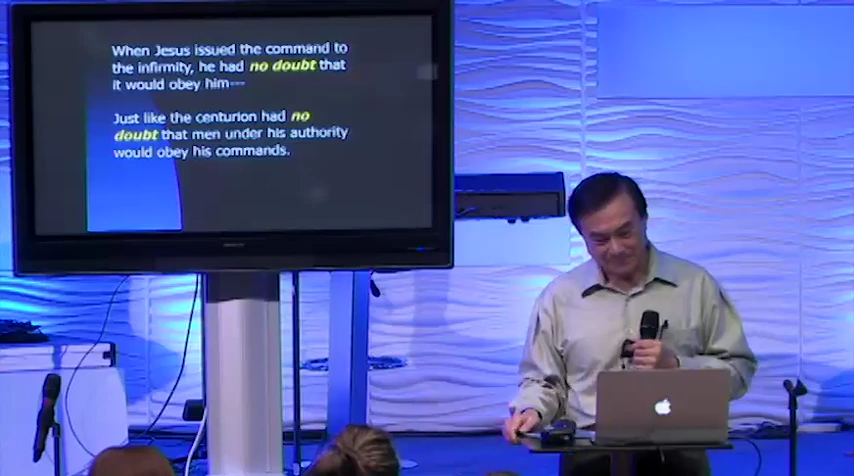 When Jesus issued the command to
the infirmity, he had no doubt that
it would obey him---
Just like the centurion had no
doubt that men under his authority
would obey his commands.